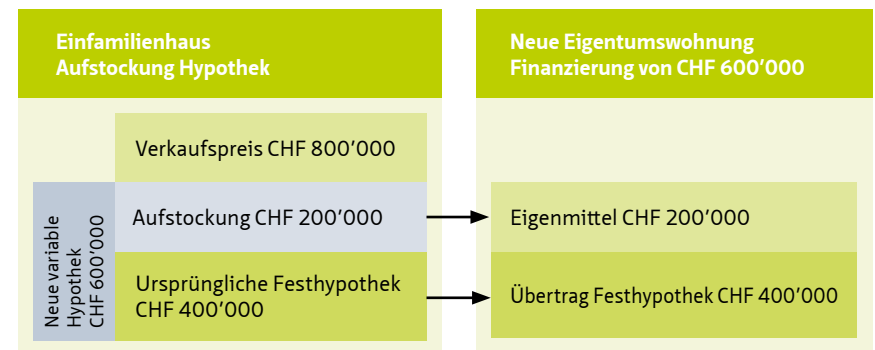 Einfamilienhaus
Aufstockung Hypothek
Verkaufspreis CHF 800’000
Neue variable
Hypothek
CHF 600’000
Aufstockung CHF 200’000
Ursprüngliche Festhypothek
CHF 400’000
Neue Eigentumswohnung
Finanzierung von CHF 600’000
Eigenmittel CHF 200’000
Übertrag Festhypothek CHF 400’000